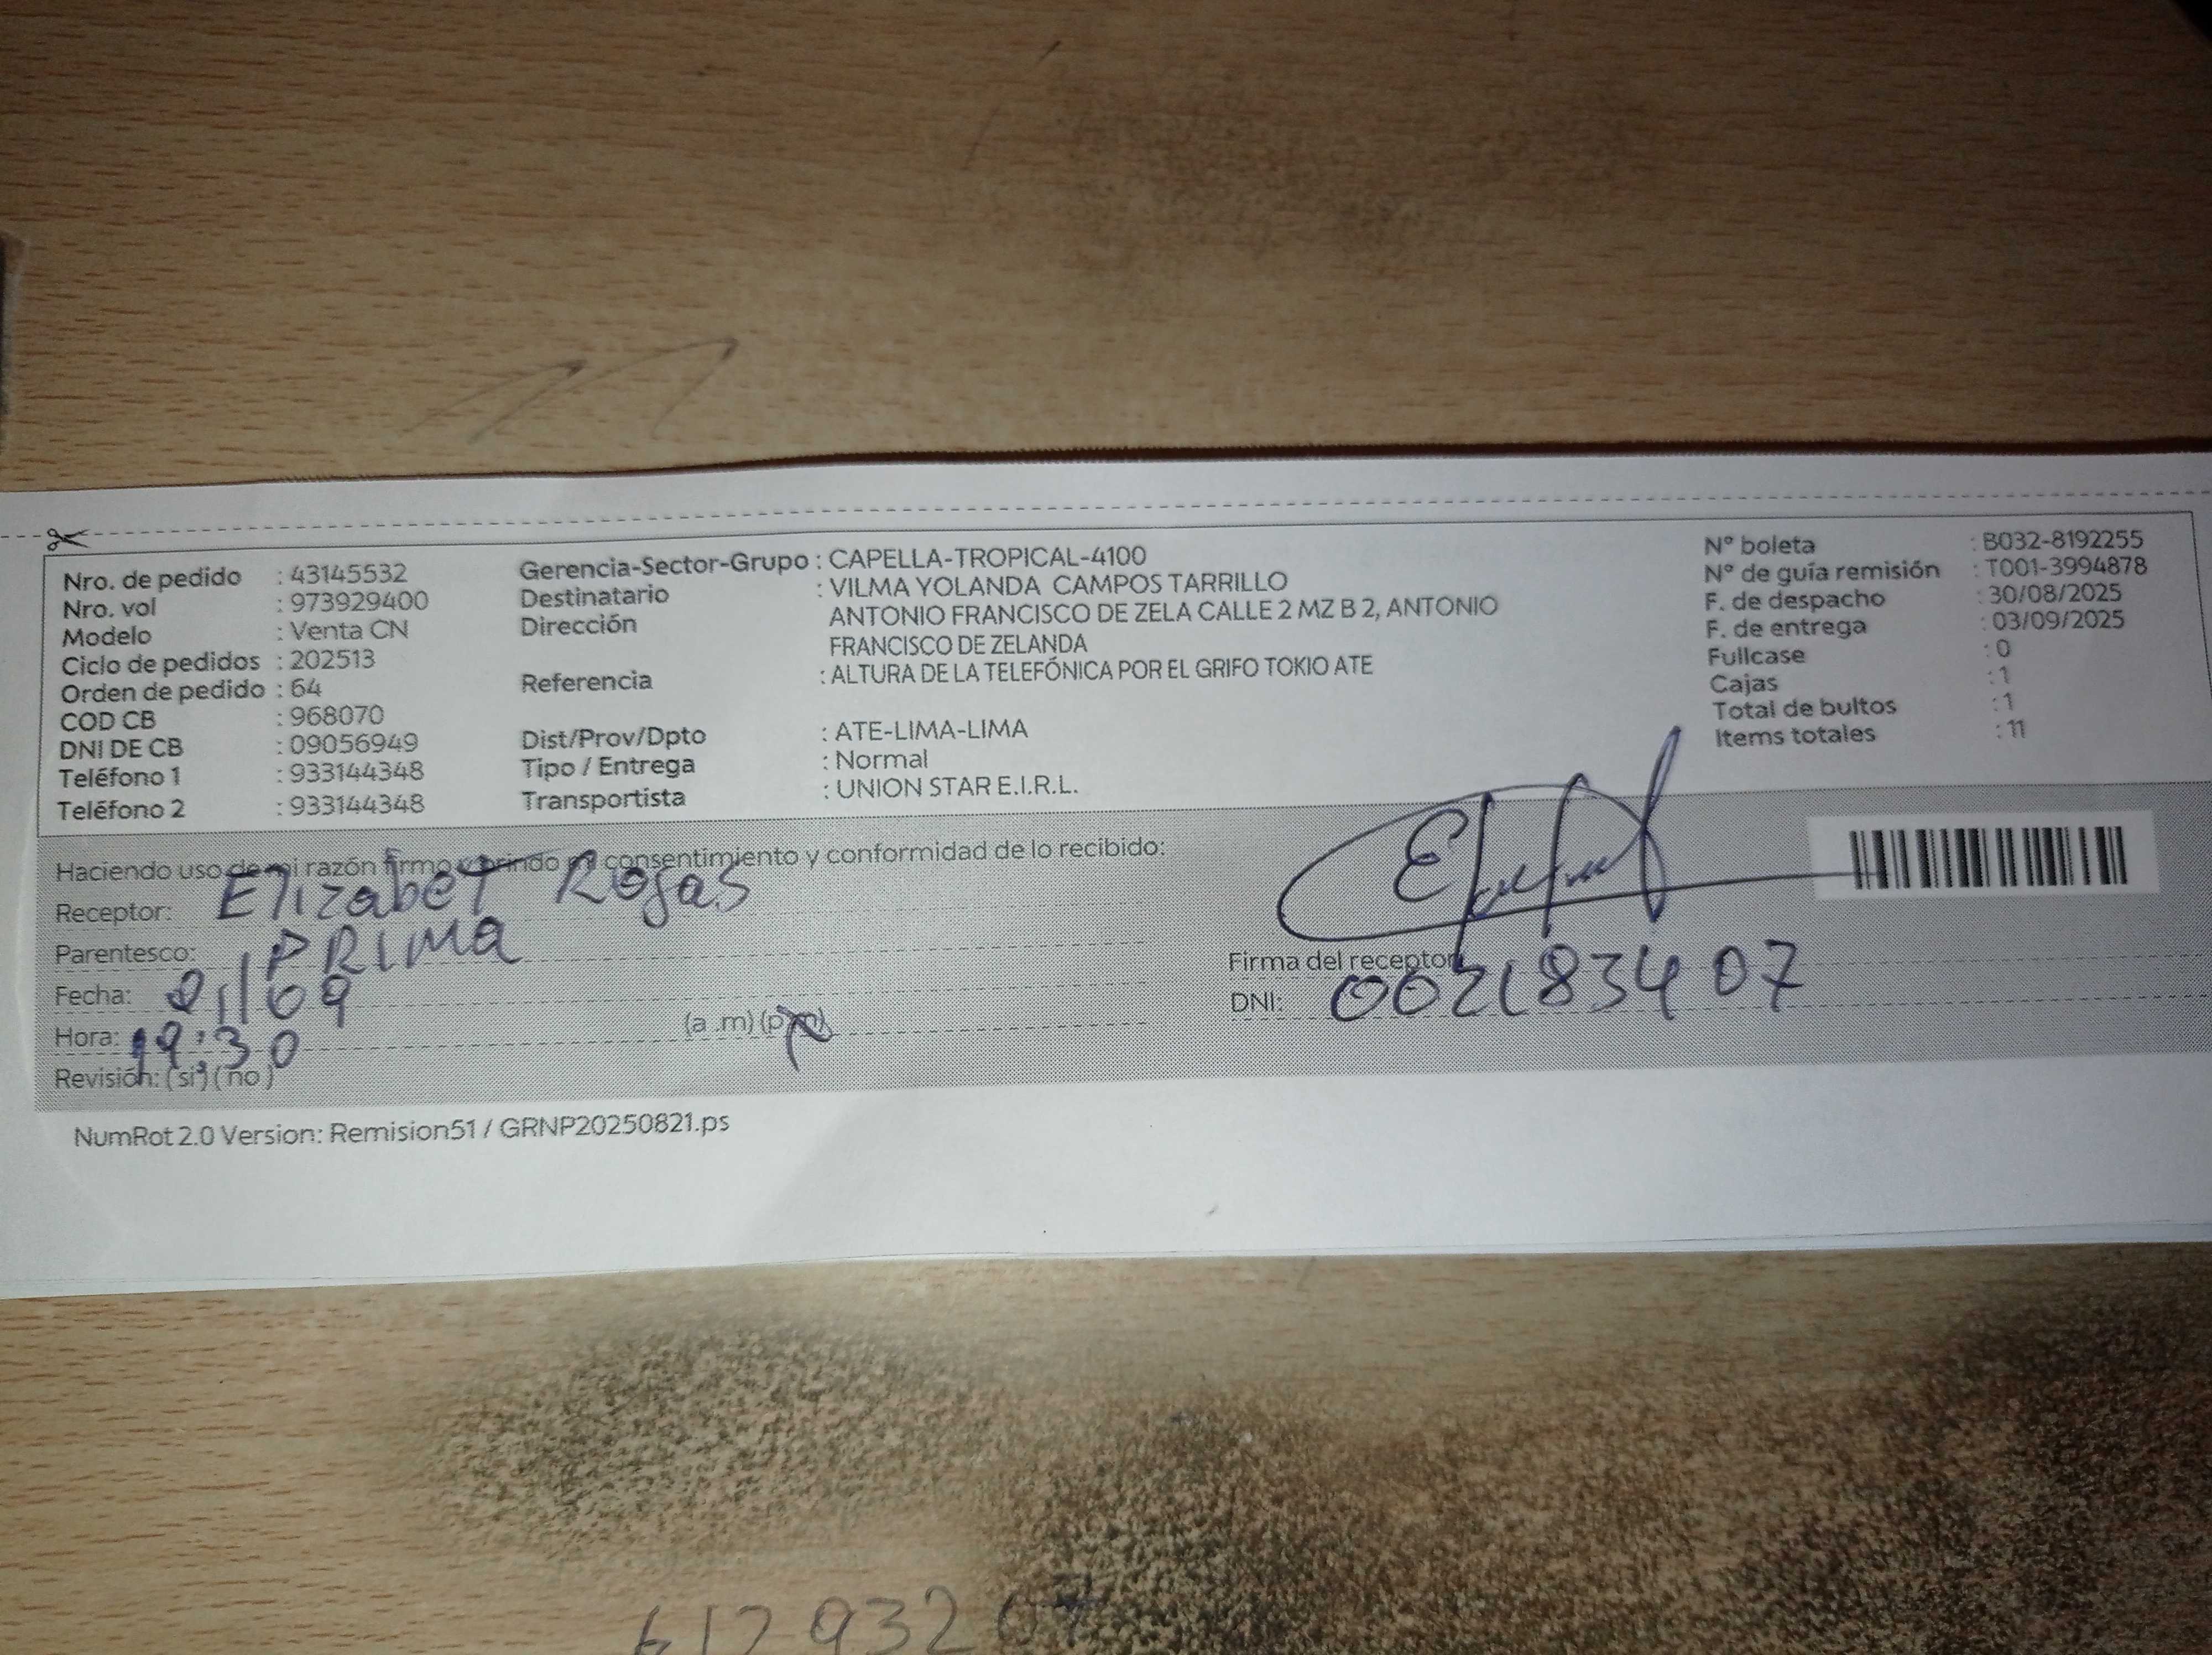 Nro. de pedido : 43145532
Nro. vol : 973929400
Modelo : Venta CN
Ciclo de pedidos : 202513
Orden de pedido : 64
COD CB : 968070
DNI DE CB : 09056949
Teléfono 1 : 933144348
Teléfono 2 : 933144348
Gerencia-Sector-Grupo : CAPELLA-TROPICAL-4100
Destinatario : VILMA YOLANDA CAMPOS TARRILLO
Dirección ANTONIO FRANCISCO DE ZELA CALLE 2 MZ B 2, ANTONIO
FRANCISCO DE ZELANDA
Referencia : ALTURA DE LA TELEFÓNICA POR EL GRIFO TOKIO ATE
Dist/Prov/Dpto : ATE-LIMA-LIMA
Tipo / Entrega : Normal
Transportista : UNION STAR E.I.R.L.
N° boleta : B032-8192255
N° de guía remisión : T001-3994878
F. de despacho : 30/08/2025
F. de entrega : 03/09/2025
Fullcase : 0
Cajas : 1
Total de bultos : 1
Items totales : 11
Haciendo uso de mi razón firmo consentimiento y conformidad de lo recibido:
Receptor: Elizabet Rojas
Parentesco: PRIMA
Fecha: /09
Hora: 19:30 (a .m) (p.m)
Revisión: (si) (no)
Firma del receptor
DNI: 
NumRot 2.0 Version: Remision51 / GRNP20250821.ps